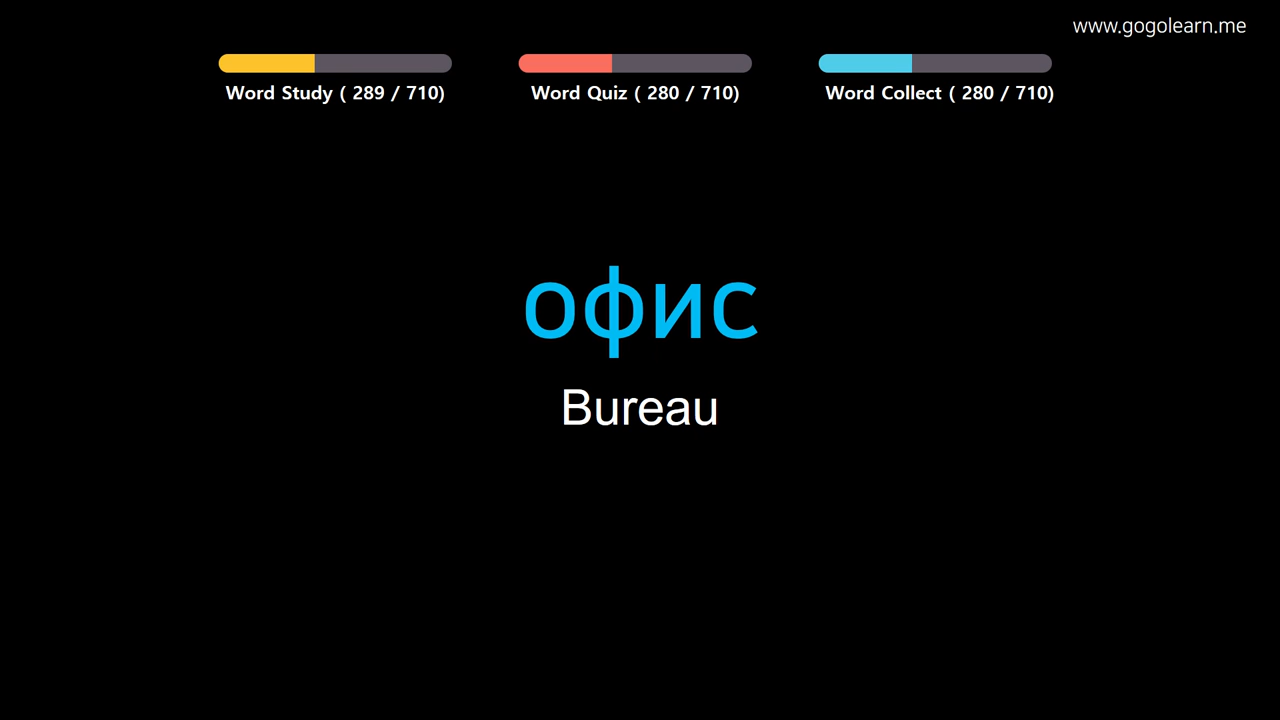 www.gogolearn.me
Word Study ( 289 / 710)
Word Quiz ( 280 / 710)
Word Collect ( 280 / 710)
офис
Bureau